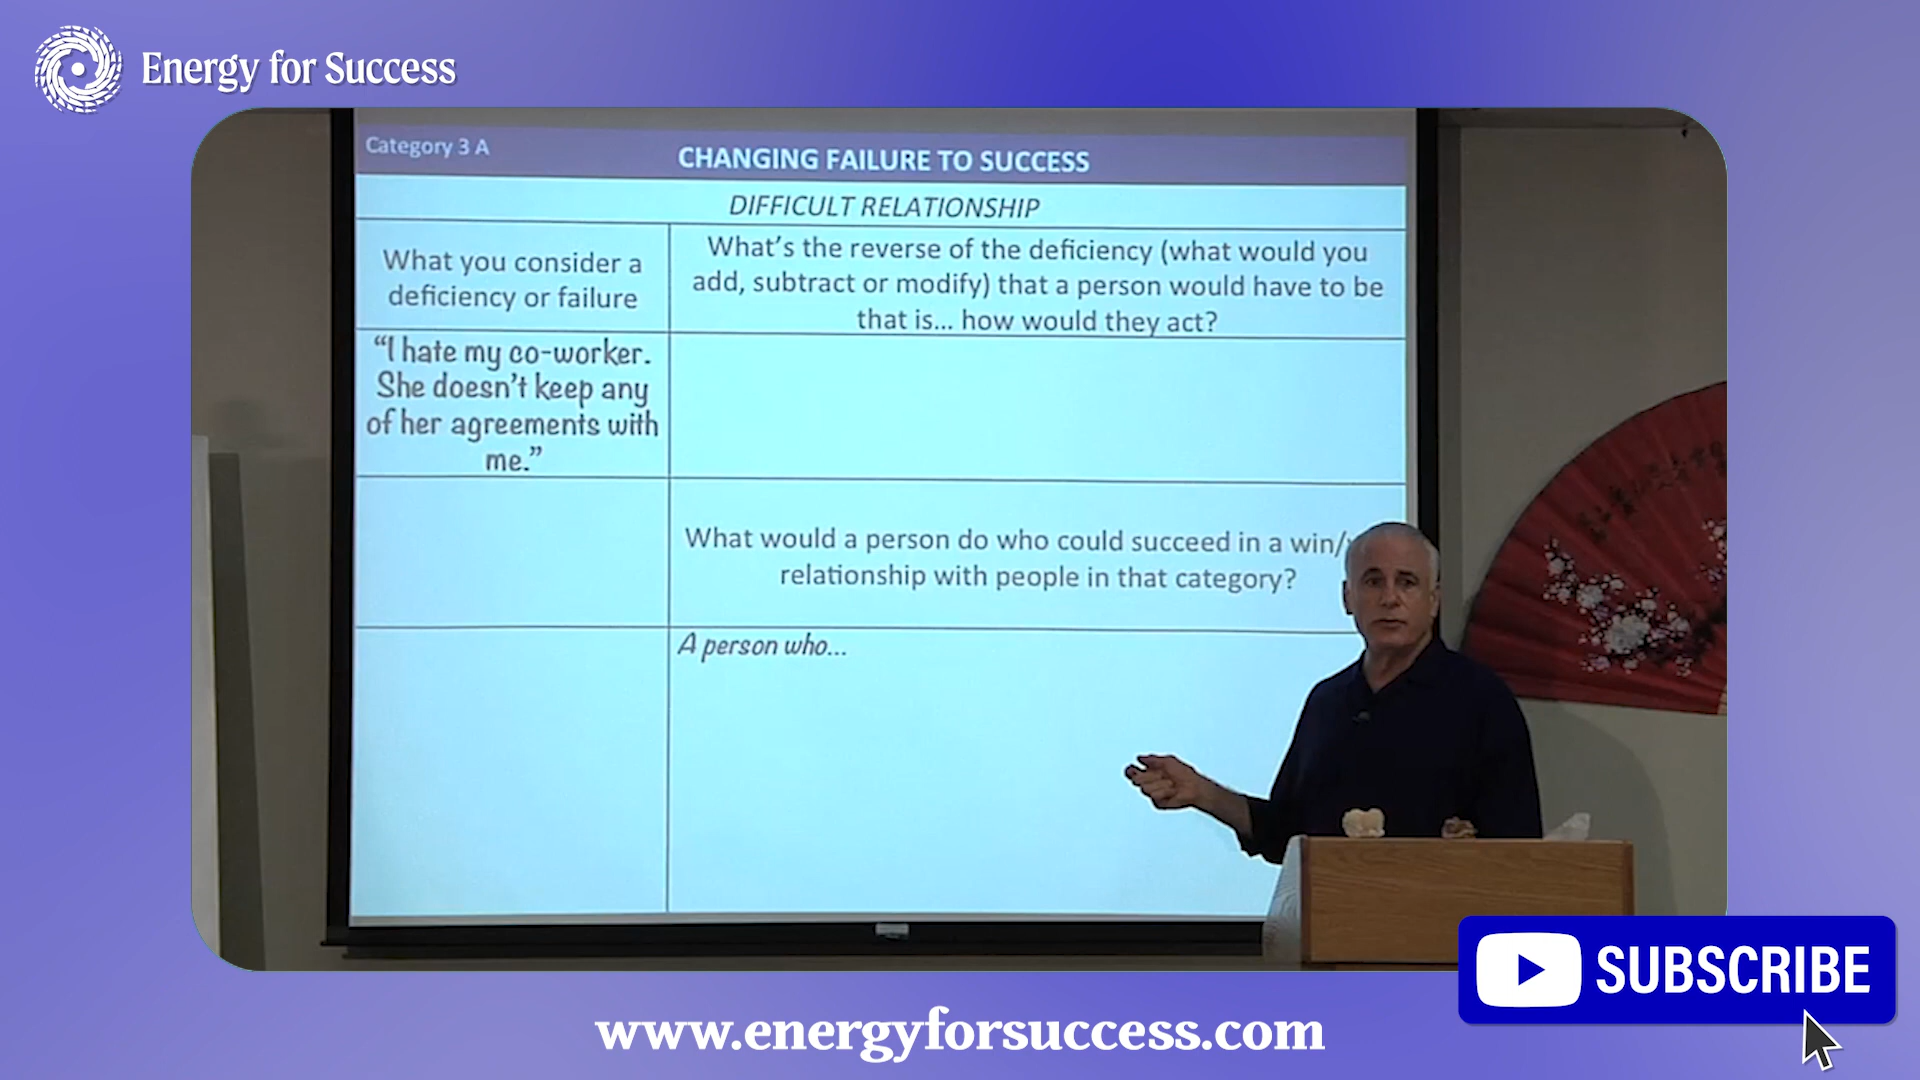 Energy for Success
Category 3 A
CHANGING FAILURE TO SUCCESS
DIFFICULT RELATIONSHIP
What you consider a
deficiency or failure
What's the reverse of the deficiency (what would you
add, subtract or modify) that a person would have to be
that is... how would they act?
"I hate my co-worker.
She doesn't keep any
of her agreements with
me."
What would a person do who could succeed in a win/
relationship with people in that category?
A person who...
SUBSCRIBE
www.energyforsuccess.com